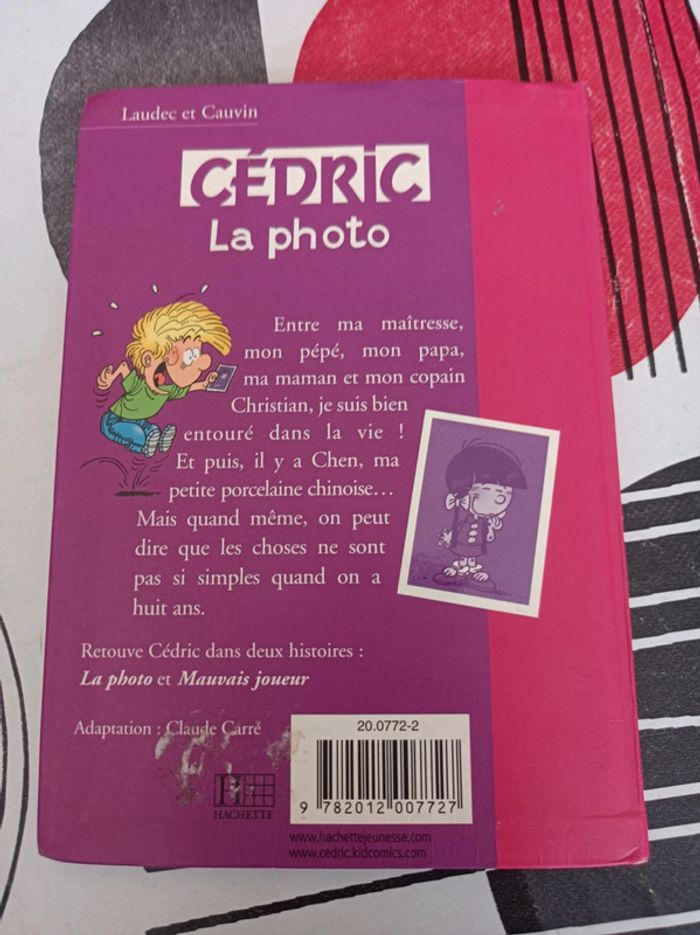 Laudec et Cauvin
CÉDRIC
La photo
Entre ma maîtresse,
mon pépé, mon papa,
ma maman et mon copain
Christian, je suis bien
entouré dans la vie !
Et puis, il y a Chen, ma
petite porcelaine chinoise...
Mais quand même, on peut
dire que les choses ne sont
pas si simples quand on a
huit ans.
Retouve Cédric dans deux histoires :
La photo et Mauvais joueur
Adaptation : Claude Carré
20.0772-2
H
HACHETTE
9 782012 007727
www.hachettejeunesse.com
www.cedric.kidcomics.com